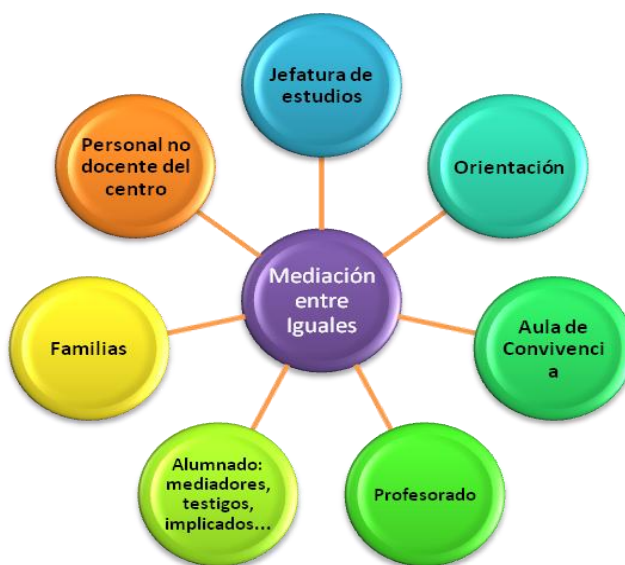 Jefatura de
estudios
Orientación
Aula de
Convivenci
a
Profesorado
Alumnado:
mediadores,
testigos,
implicados...
Familias
Personal no
docente del
centro
Mediación
entre
Iguales